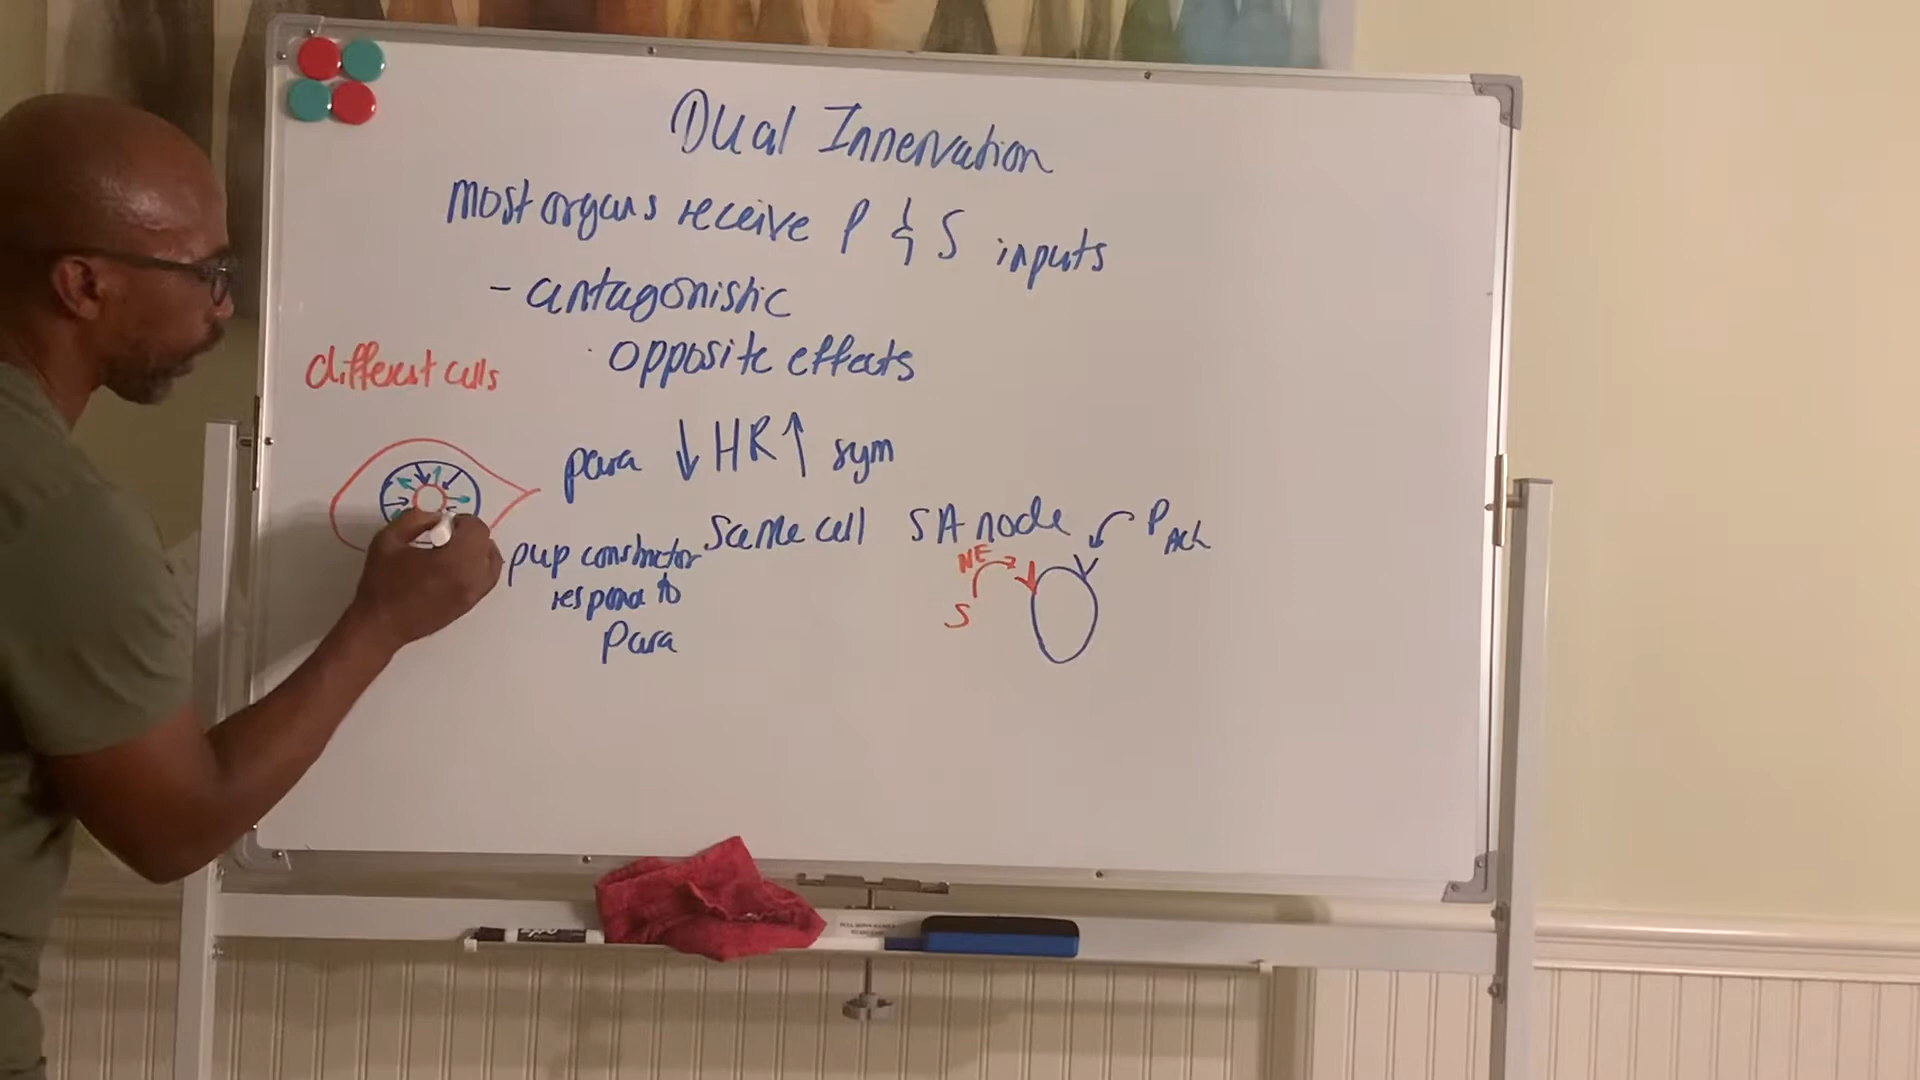 Dual Innervation
most organs receive P & S inputs
- antagonistic
· opposite effects
different cells
para ↓ HR ↑ sym
same cell SA node
P ACh
NE
S
pup constrictor
respond to
Para